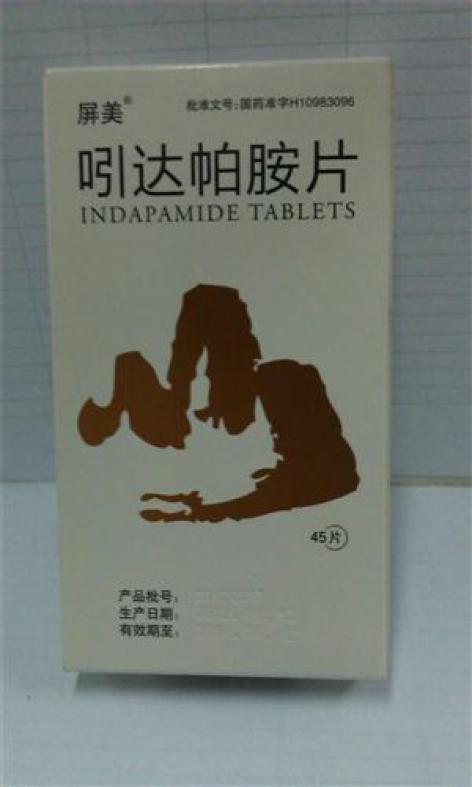 屏美®
批准文号:国药准字H10983096
吲达帕胺片
INDAPAMIDE TABLETS
45片
产品批号:
生产日期:
有效期至: